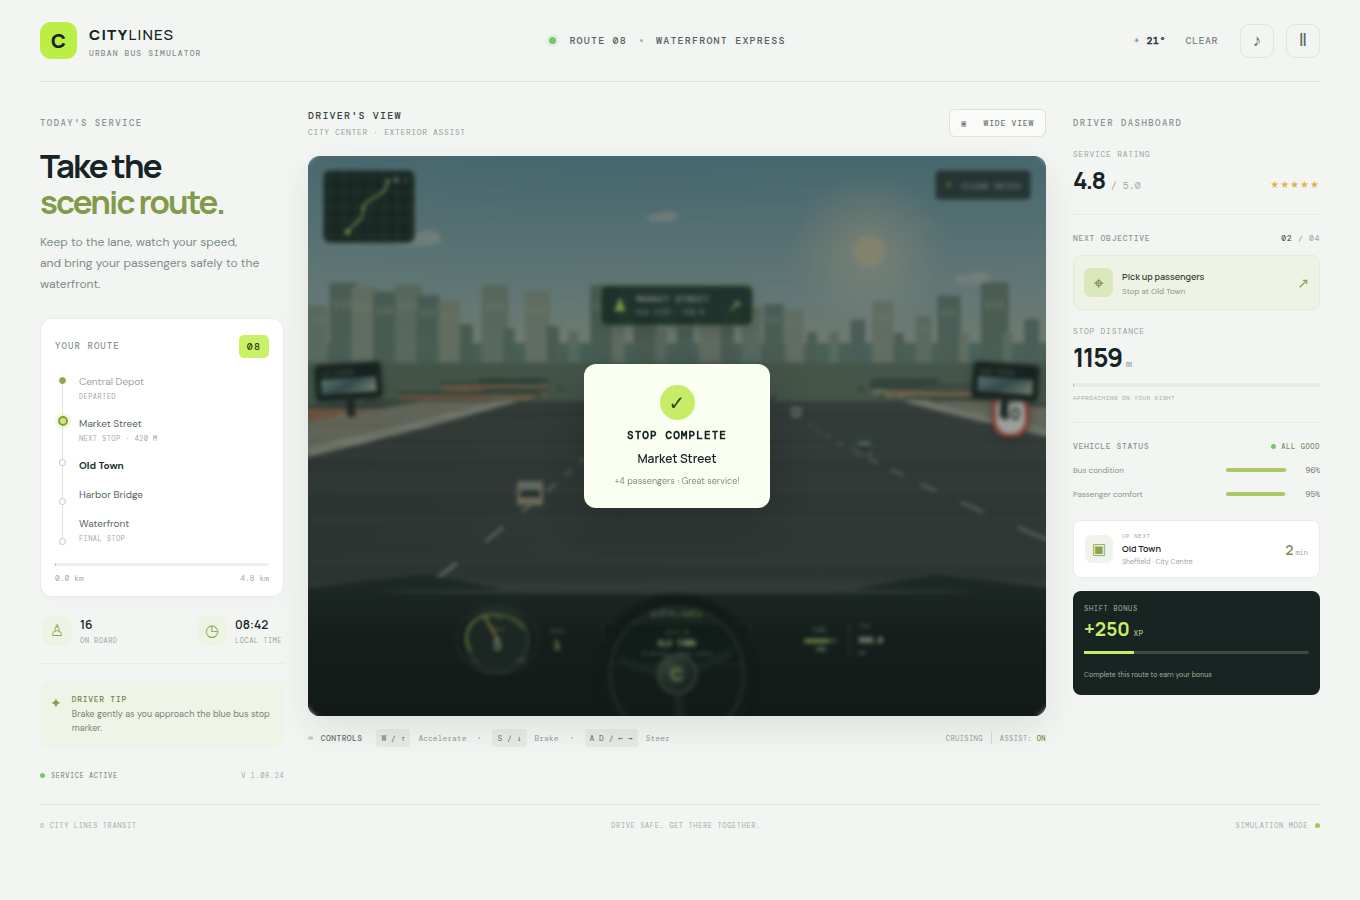 C
CITYLINES
URBAN BUS SIMULATOR
ROUTE 08 • WATERFRONT EXPRESS
21° CLEAR
TODAY'S SERVICE
Take the
scenic route.
Keep to the lane, watch your speed,
and bring your passengers safely to the
waterfront.
YOUR ROUTE 08
Central Depot
DEPARTED
Market Street
NEXT STOP · 420 M
Old Town
Harbor Bridge
Waterfront
FINAL STOP
0.0 km 4.8 km
16
ON BOARD
08:42
LOCAL TIME
DRIVER TIP
Brake gently as you approach the blue bus stop
marker.
SERVICE ACTIVE V 1.08.24
DRIVER'S VIEW
CITY CENTER · EXTERIOR ASSIST
WIDE VIEW
MARKET STREET
✓
STOP COMPLETE
Market Street
+4 passengers · Great service!
OLD TOWN
C
CONTROLS W / ↑ Accelerate · S / ↓ Brake · A D / ← → Steer
CRUISING ASSIST: ON
DRIVER DASHBOARD
SERVICE RATING
4.8 / 5.0 ★★★★★
NEXT OBJECTIVE 02 / 04
Pick up passengers
Stop at Old Town
↗
STOP DISTANCE
1159 m
APPROACHING ON YOUR RIGHT
VEHICLE STATUS ALL GOOD
Bus condition 96%
Passenger comfort 95%
UP NEXT
Old Town
Sheffield · City Centre
2 min
SHIFT BONUS
+250 XP
Complete this route to earn your bonus
© CITY LINES TRANSIT
DRIVE SAFE. GET THERE TOGETHER.
SIMULATION MODE